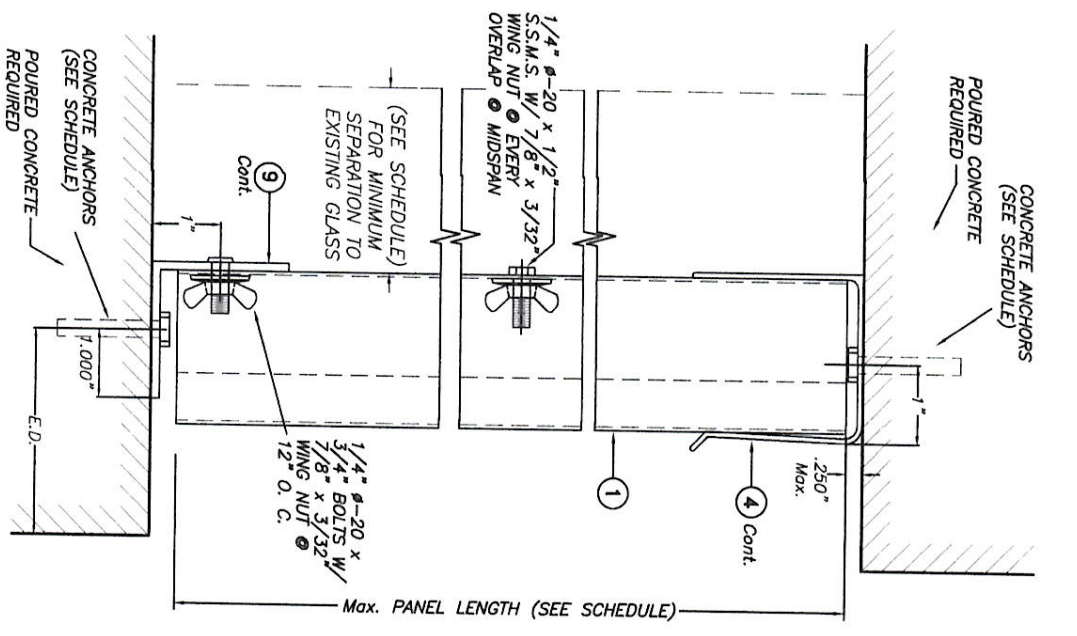 POURED CONCRETE
REQUIRED
CONCRETE ANCHORS
(SEE SCHEDULE)
1"
.250"
Max.
4
Cont.
1
1/4" ø-20 x 1/2"
S.S.M.S. W/ 7/8" x 3/32"
WING NUT @ EVERY
OVERLAP @ MIDSPAN
(SEE SCHEDULE)
FOR MINIMUM
SEPARATION TO
EXISTING GLASS
9
Cont.
1"
1/4" ø-20 x
3/4" BOLTS W/
7/8" x 3/32"
WING NUT @
12" O. C.
Max. PANEL LENGTH (SEE SCHEDULE)
CONCRETE ANCHORS
(SEE SCHEDULE)
POURED CONCRETE
REQUIRED
1.000"
E.D.